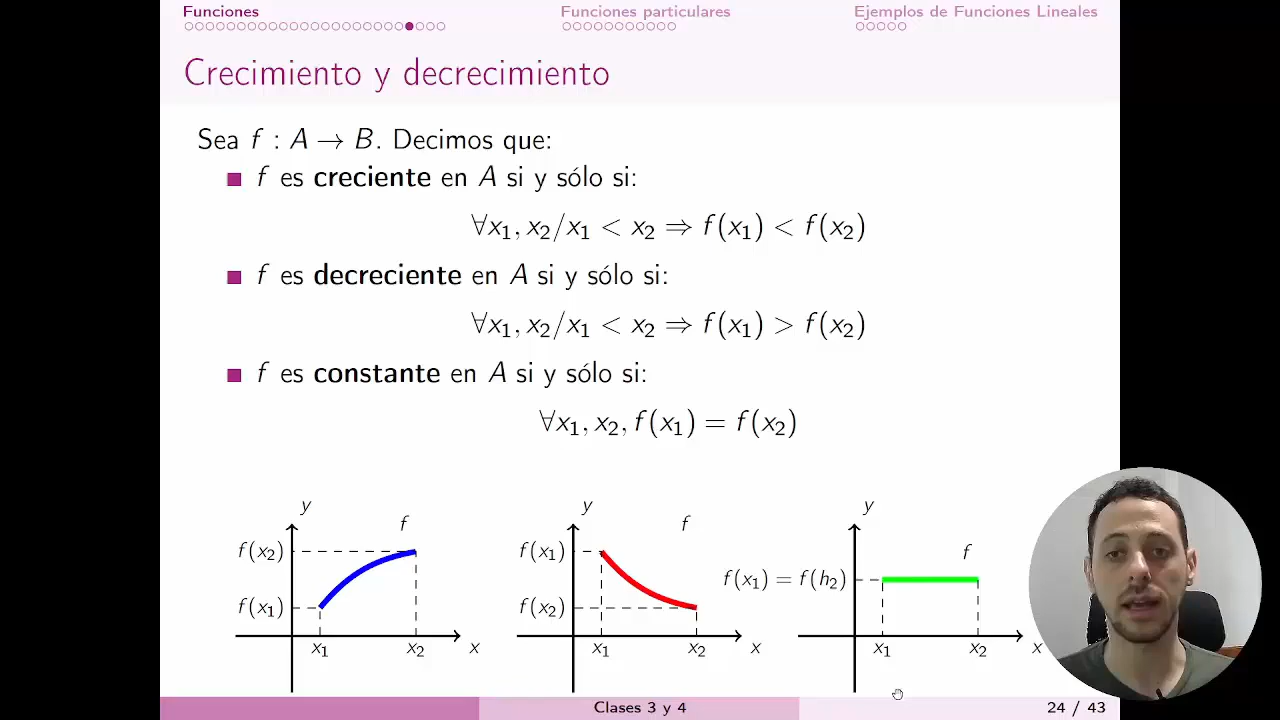 Funciones
Funciones particulares
Ejemplos de Funciones Lineales
Crecimiento y decrecimiento
Sea f : A → B. Decimos que:
f es creciente en A si y sólo si:
∀x₁, x₂/x₁ < x₂ ⇒ f(x₁) < f(x₂)
f es decreciente en A si y sólo si:
∀x₁, x₂/x₁ < x₂ ⇒ f(x₁) > f(x₂)
f es constante en A si y sólo si:
∀x₁, x₂, f(x₁) = f(x₂)
y
f
f(x₂)
f(x₁)
x₁
x₂
x
y
f
f(x₁)
f(x₂)
x₁
x₂
x
y
f
f(x₁) = f(h₂)
x₁
x₂
x
Clases 3 y 4
24 / 43